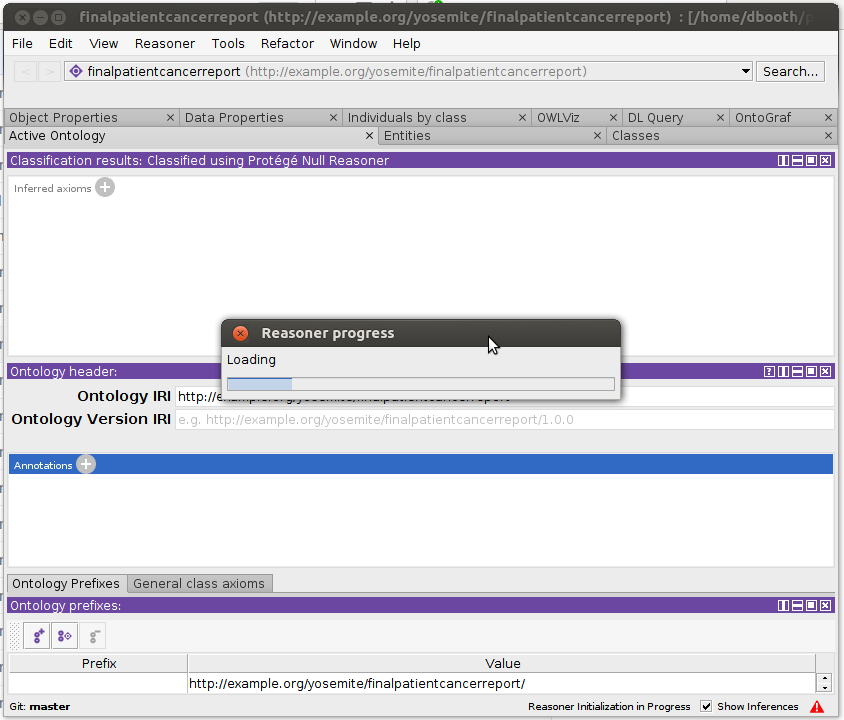 finalpatientcancerreport (http://example.org/yosemite/finalpatientcancerreport) : [/home/dbooth/p
File Edit View Reasoner Tools Refactor Window Help
< > finalpatientcancerreport (http://example.org/yosemite/finalpatientcancerreport) Search...
Object Properties × Data Properties × Individuals by class × OWLViz × DL Query × OntoGraf ×
Active Ontology × Entities × Classes ×
Classification results: Classified using Protégé Null Reasoner
Inferred axioms
Reasoner progress
Loading
Ontology header:
Ontology IRI http://example.org/yosemite/finalpatientcancerreport
Ontology Version IRI e.g. http://example.org/yosemite/finalpatientcancerreport/1.0.0
Annotations
Ontology Prefixes General class axioms
Ontology prefixes:
Prefix Value
http://example.org/yosemite/finalpatientcancerreport/
Git: master Reasoner Initialization in Progress Show Inferences